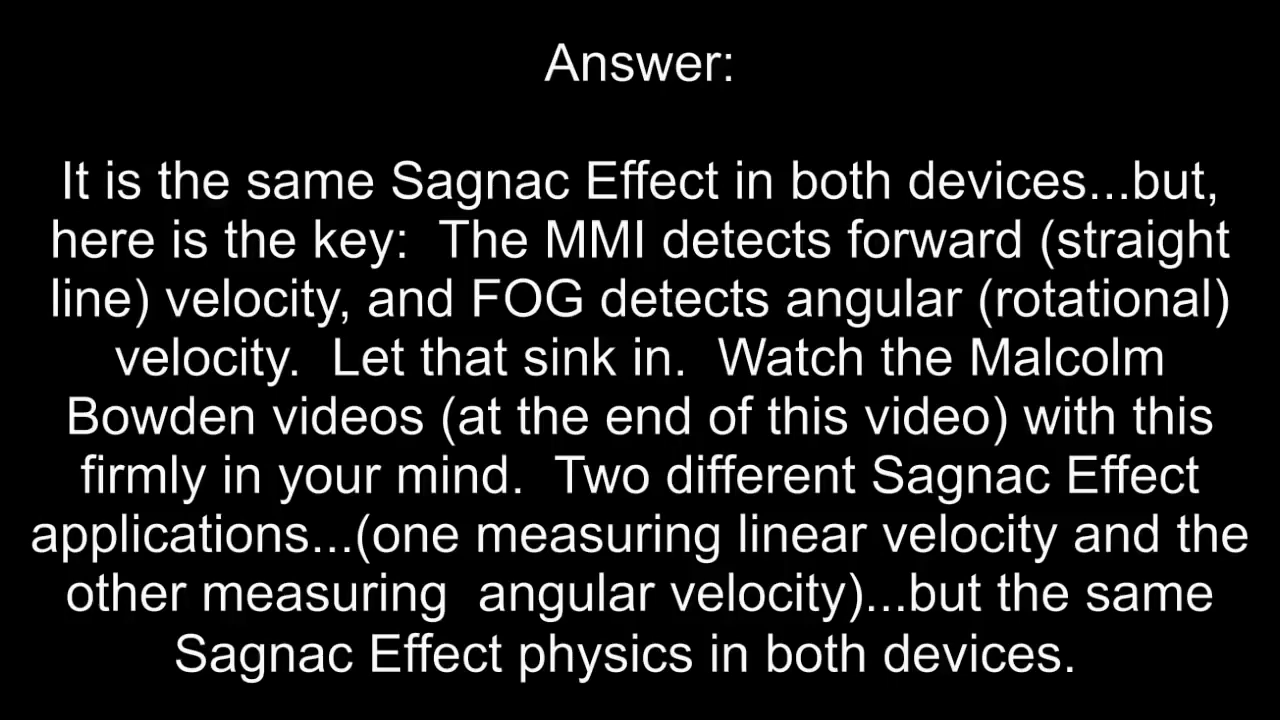 Answer:
It is the same Sagnac Effect in both devices...but,
here is the key:  The MMI detects forward (straight
line) velocity, and FOG detects angular (rotational)
velocity.  Let that sink in.  Watch the Malcolm
Bowden videos (at the end of this video) with this
firmly in your mind.  Two different Sagnac Effect
applications...(one measuring linear velocity and the
other measuring  angular velocity)...but the same
Sagnac Effect physics in both devices.